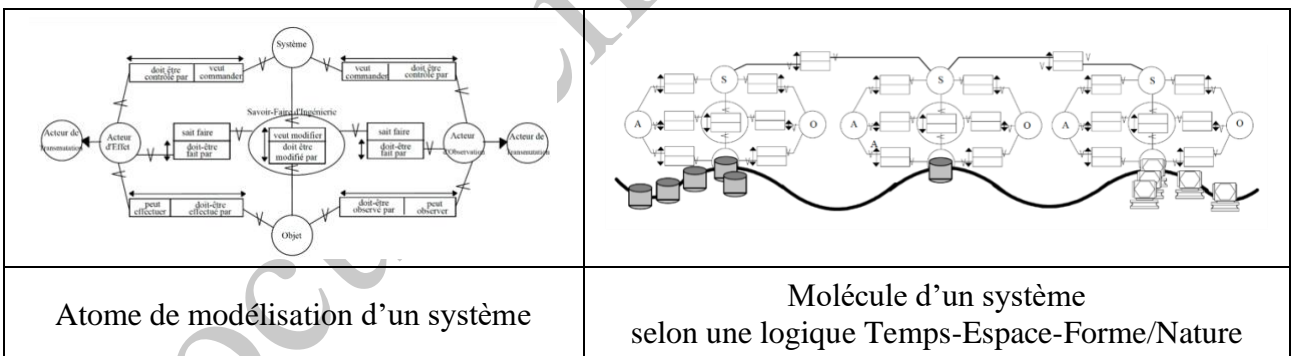 Système
doit être
contrôlé par
veut
commander
veut
commander
doit être
contrôlé par
Savoir-Faire d'Ingénierie
Acteur de
Transmutation
Acteur
d'Effet
sait faire
doit-être
fait par
veut modifier
doit être
modifié par
sait faire
doit-être
fait par
Acteur
d'Observation
Acteur de
Transmutation
peut
effectuer
doit-être
effectué par
doit-être
observé par
peut
observer
Objet
S
A
O
S
A
O
A
S
A
O
Atome de modélisation d'un système
Molécule d'un système
selon une logique Temps-Espace-Forme/Nature